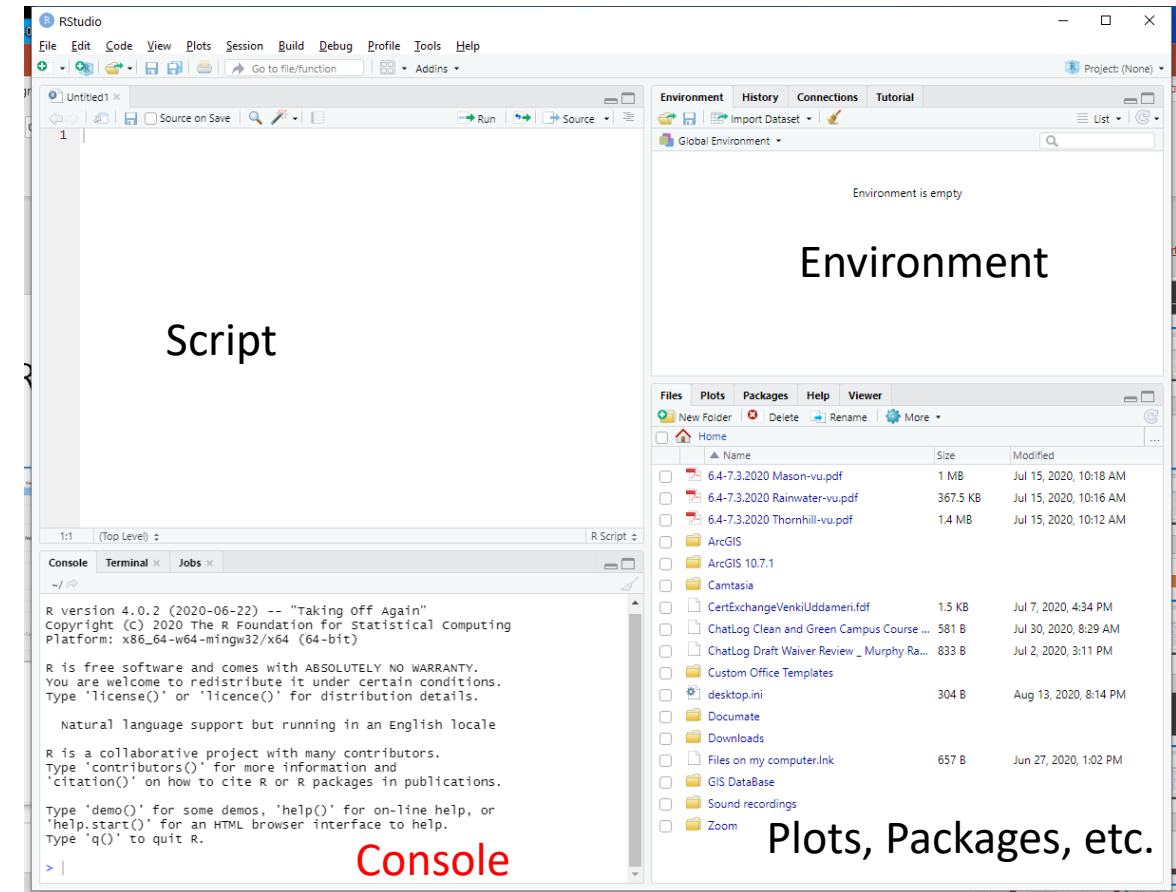 RStudio
File Edit Code View Plots Session Build Debug Profile Tools Help
Go to file/function Addins Project: (None)
Untitled1
Source on Save Run Source
1
Script
1:1 (Top Level) R Script
Console Terminal Jobs
~/
R version 4.0.2 (2020-06-22) -- "Taking Off Again"
Copyright (C) 2020 The R Foundation for Statistical Computing
Platform: x86_64-w64-mingw32/x64 (64-bit)
R is free software and comes with ABSOLUTELY NO WARRANTY.
You are welcome to redistribute it under certain conditions.
Type 'license()' or 'licence()' for distribution details.
Natural language support but running in an English locale
R is a collaborative project with many contributors.
Type 'contributors()' for more information and
'citation()' on how to cite R or R packages in publications.
Type 'demo()' for some demos, 'help()' for on-line help, or
'help.start()' for an HTML browser interface to help.
Type 'q()' to quit R.
>
Console
Environment History Connections Tutorial
Import Dataset List
Global Environment
Environment is empty
Environment
Files Plots Packages Help Viewer
New Folder Delete Rename More
Home ...
Name Size Modified
6.4-7.3.2020 Mason-vu.pdf 1 MB Jul 15, 2020, 10:18 AM
6.4-7.3.2020 Rainwater-vu.pdf 367.5 KB Jul 15, 2020, 10:16 AM
6.4-7.3.2020 Thornhill-vu.pdf 1.4 MB Jul 15, 2020, 10:12 AM
ArcGIS
ArcGIS 10.7.1
Camtasia
CertExchangeVenkiUddameri.fdf 1.5 KB Jul 7, 2020, 4:34 PM
ChatLog Clean and Green Campus Course ... 581 B Jul 30, 2020, 8:29 AM
ChatLog Draft Waiver Review _ Murphy Ra... 833 B Jul 2, 2020, 3:11 PM
Custom Office Templates
desktop.ini 304 B Aug 13, 2020, 8:14 PM
Documate
Downloads
Files on my computer.lnk 657 B Jun 27, 2020, 1:02 PM
GIS DataBase
Sound recordings
Zoom
Plots, Packages, etc.